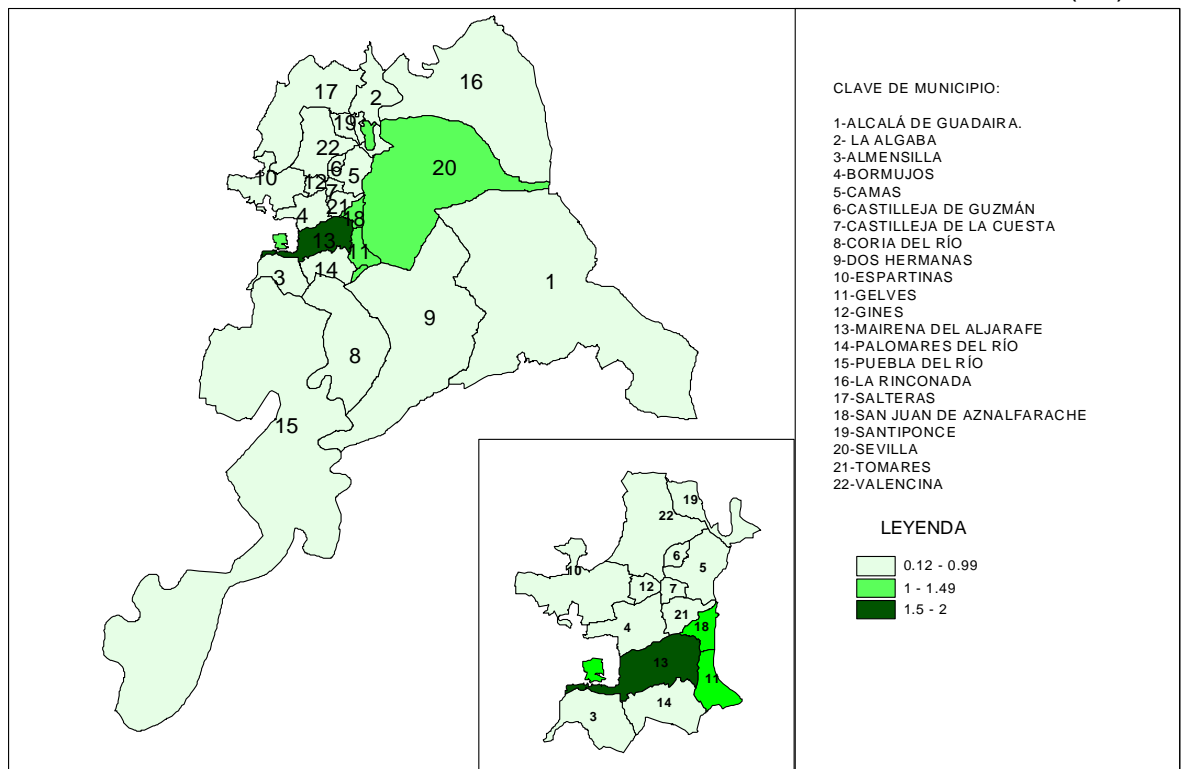 16
17
2
19
22
20
6
5
10
12
7
21
4
18
13
11
14
3
1
9
8
15
19
22
6
5
10
12
7
21
4
18
13
11
14
3
CLAVE DE MUNICIPIO:
1-ALCALÁ DE GUADAIRA.
2- LA ALGABA
3-ALMENSILLA
4-BORMUJOS
5-CAMAS
6-CASTILLEJA DE GUZMÁN
7-CASTILLEJA DE LA CUESTA
8-CORIA DEL RÍO
9-DOS HERMANAS
10-ESPARTINAS
11-GELVES
12-GINES
13-MAIRENA DEL ALJARAFE
14-PALOMARES DEL RÍO
15-PUEBLA DEL RÍO
16-LA RINCONADA
17-SALTERAS
18-SAN JUAN DE AZNALFARACHE
19-SANTIPONCE
20-SEVILLA
21-TOMARES
22-VALENCINA
LEYENDA
0.12 - 0.99
1 - 1.49
1.5 - 2